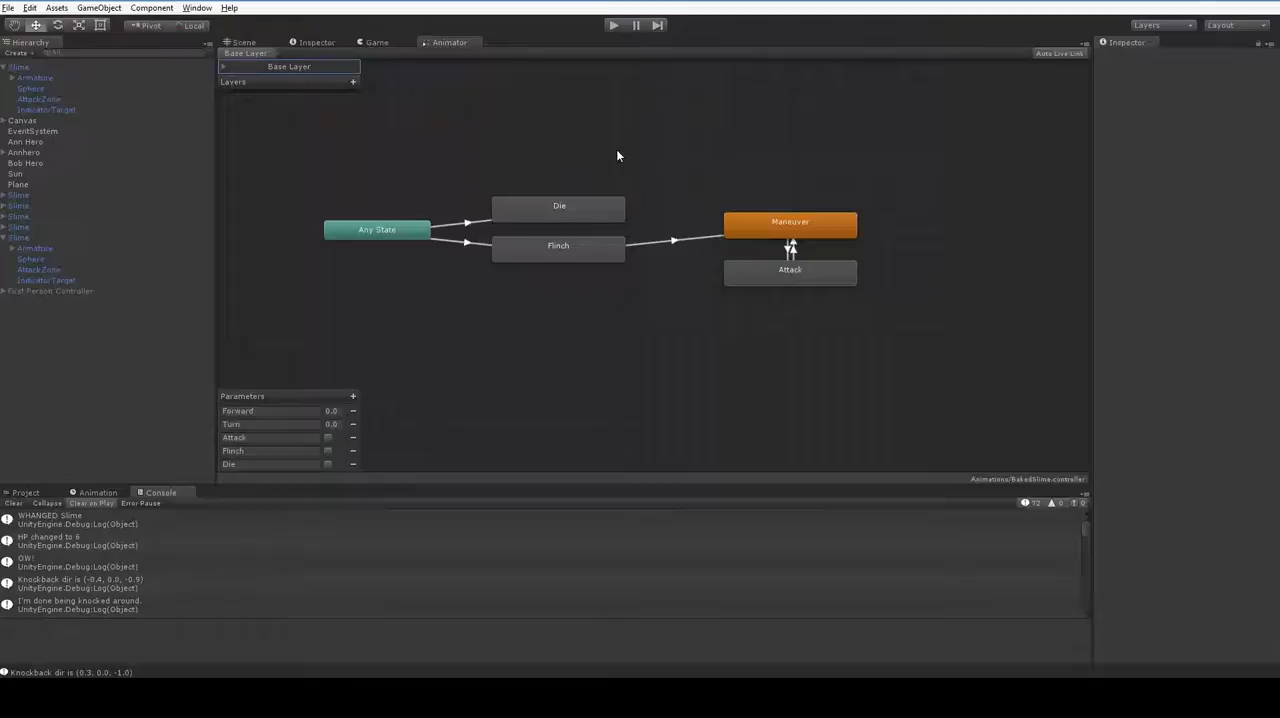 File Edit Assets GameObject Component Window Help
Pivot Local Layers Layout
Hierarchy Scene Inspector Game Animator Inspector
Create Base Layer Auto Live Link
Base Layer
Layers
Slime
Armature
Sphere
AttackZone
IndicatorTarget
Canvas
EventSystem
Ann Hero
Annhero
Bob Hero
Sun
Plane
Slime
Slime
Slime
Slime
Slime
Armature
Sphere
AttackZone
IndicatorTarget
First Person Controller
Any State
Die
Flinch
Maneuver
Attack
Parameters
Forward 0.0
Turn 0.0
Attack
Flinch
Die
Animations/BakedSlime.controller
Project Animation Console
Clear Collapse Clear on Play Error Pause 72 0 0
WHANGED Slime
UnityEngine.Debug:Log(Object)
HP changed to 6
UnityEngine.Debug:Log(Object)
OW!
UnityEngine.Debug:Log(Object)
Knockback dir is (-0.4, 0.0, -0.9)
UnityEngine.Debug:Log(Object)
I'm done being knocked around.
UnityEngine.Debug:Log(Object)
Knockback dir is (0.3, 0.0, -1.0)